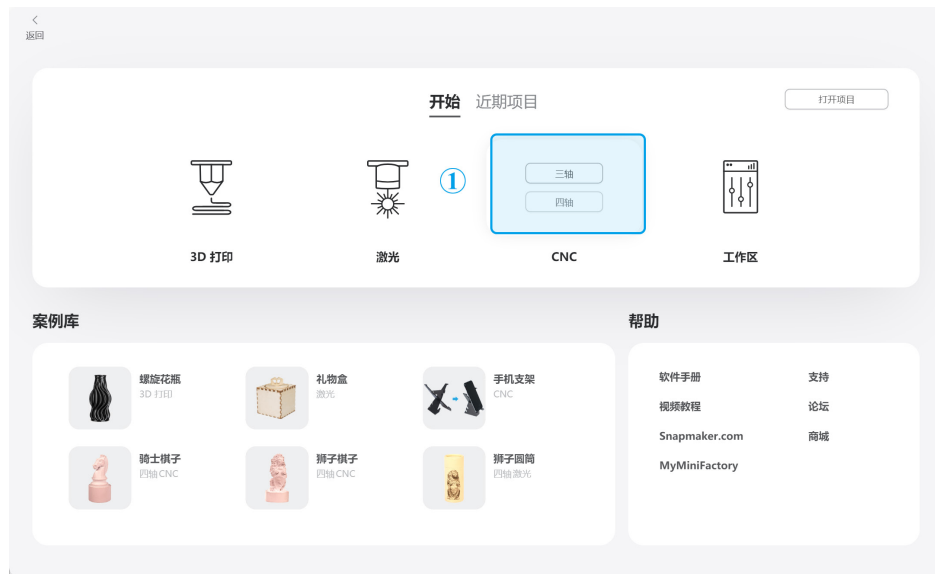 返回
开始 近期项目
打开项目
①
三轴
四轴
3D 打印
激光
CNC
工作区
案例库
螺旋花瓶
3D 打印
礼物盒
激光
手机支架
CNC
骑士棋子
四轴CNC
狮子棋子
四轴CNC
狮子圆筒
四轴激光
帮助
软件手册
支持
视频教程
论坛
Snapmaker.com
商城
MyMiniFactory